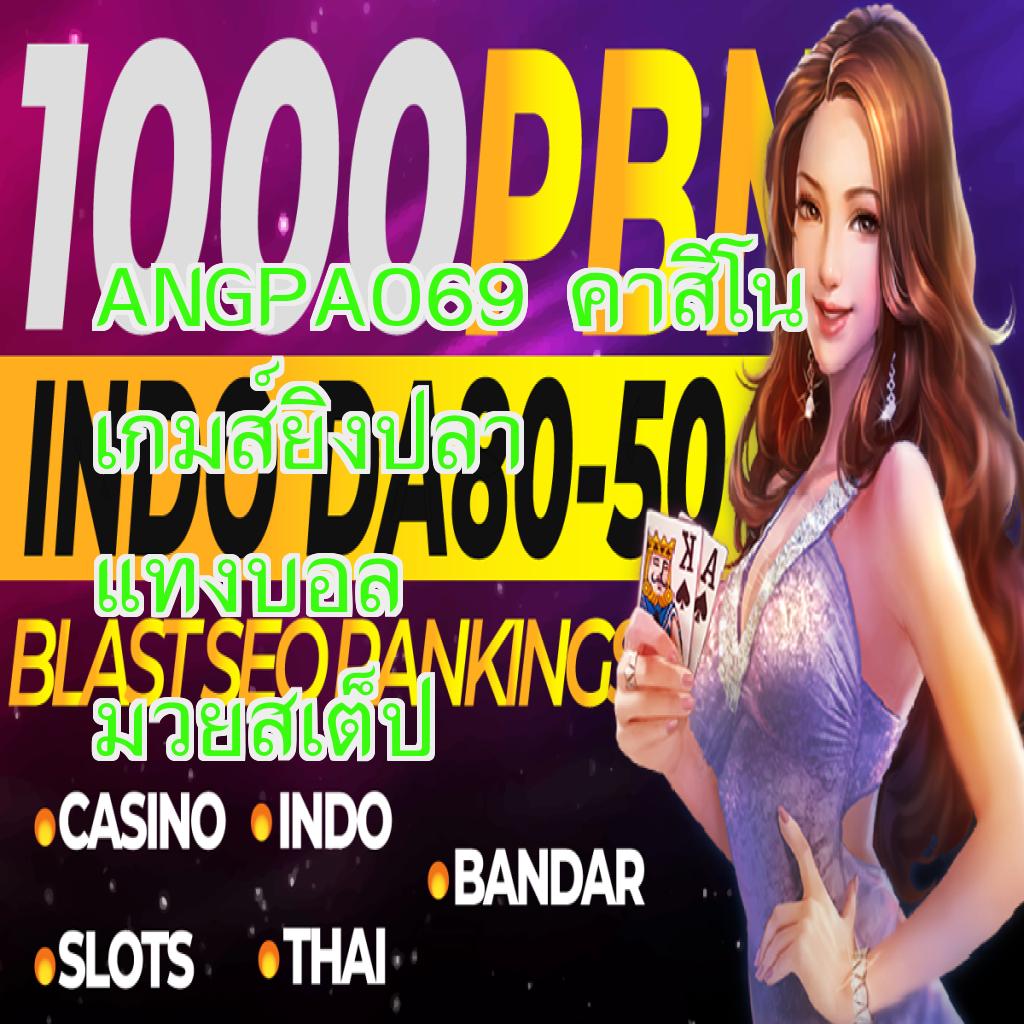 1000PBN
ANGPAO69 คาสิโน
INDO DA80-50
เกมส์ยิงปลา
แทงบอล
BLAST SEO RANKINGS
มวยสเต็ป
CASINO
INDO
BANDAR
SLOTS
THAI
K
A